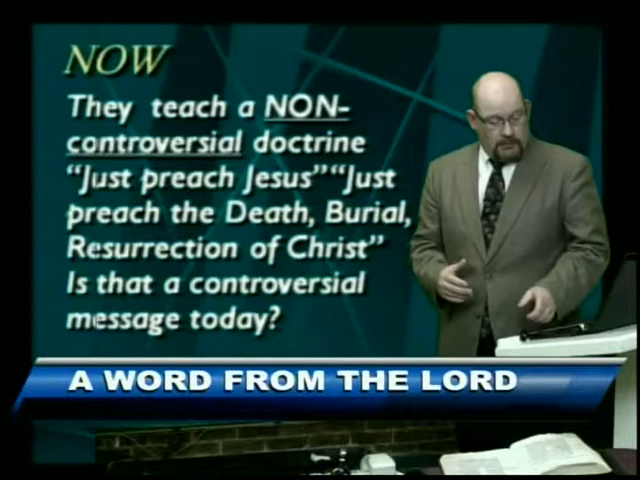 NOW
They teach a NON-
controversial doctrine
“Just preach Jesus”“Just
preach the Death, Burial,
Resurrection of Christ”
Is that a controversial
message today?
A WORD FROM THE LORD